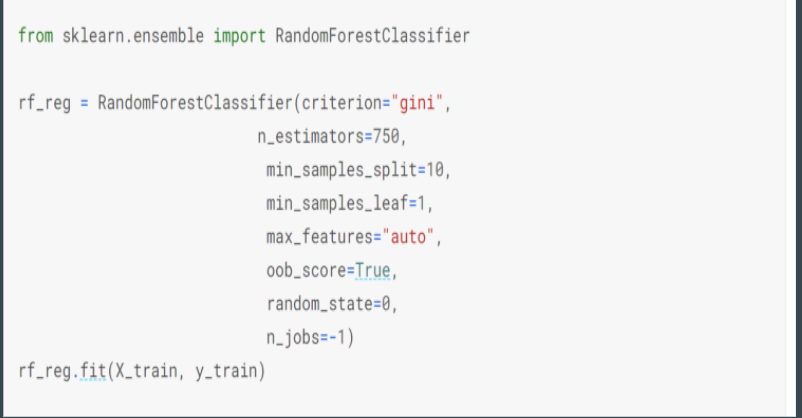 from sklearn.ensemble import RandomForestClassifier
rf_reg = RandomForestClassifier(criterion="gini",
n_estimators=750,
min_samples_split=10,
min_samples_leaf=1,
max_features="auto",
oob_score=True,
random_state=0,
n_jobs=-1)
rf_reg.fit(X_train, y_train)